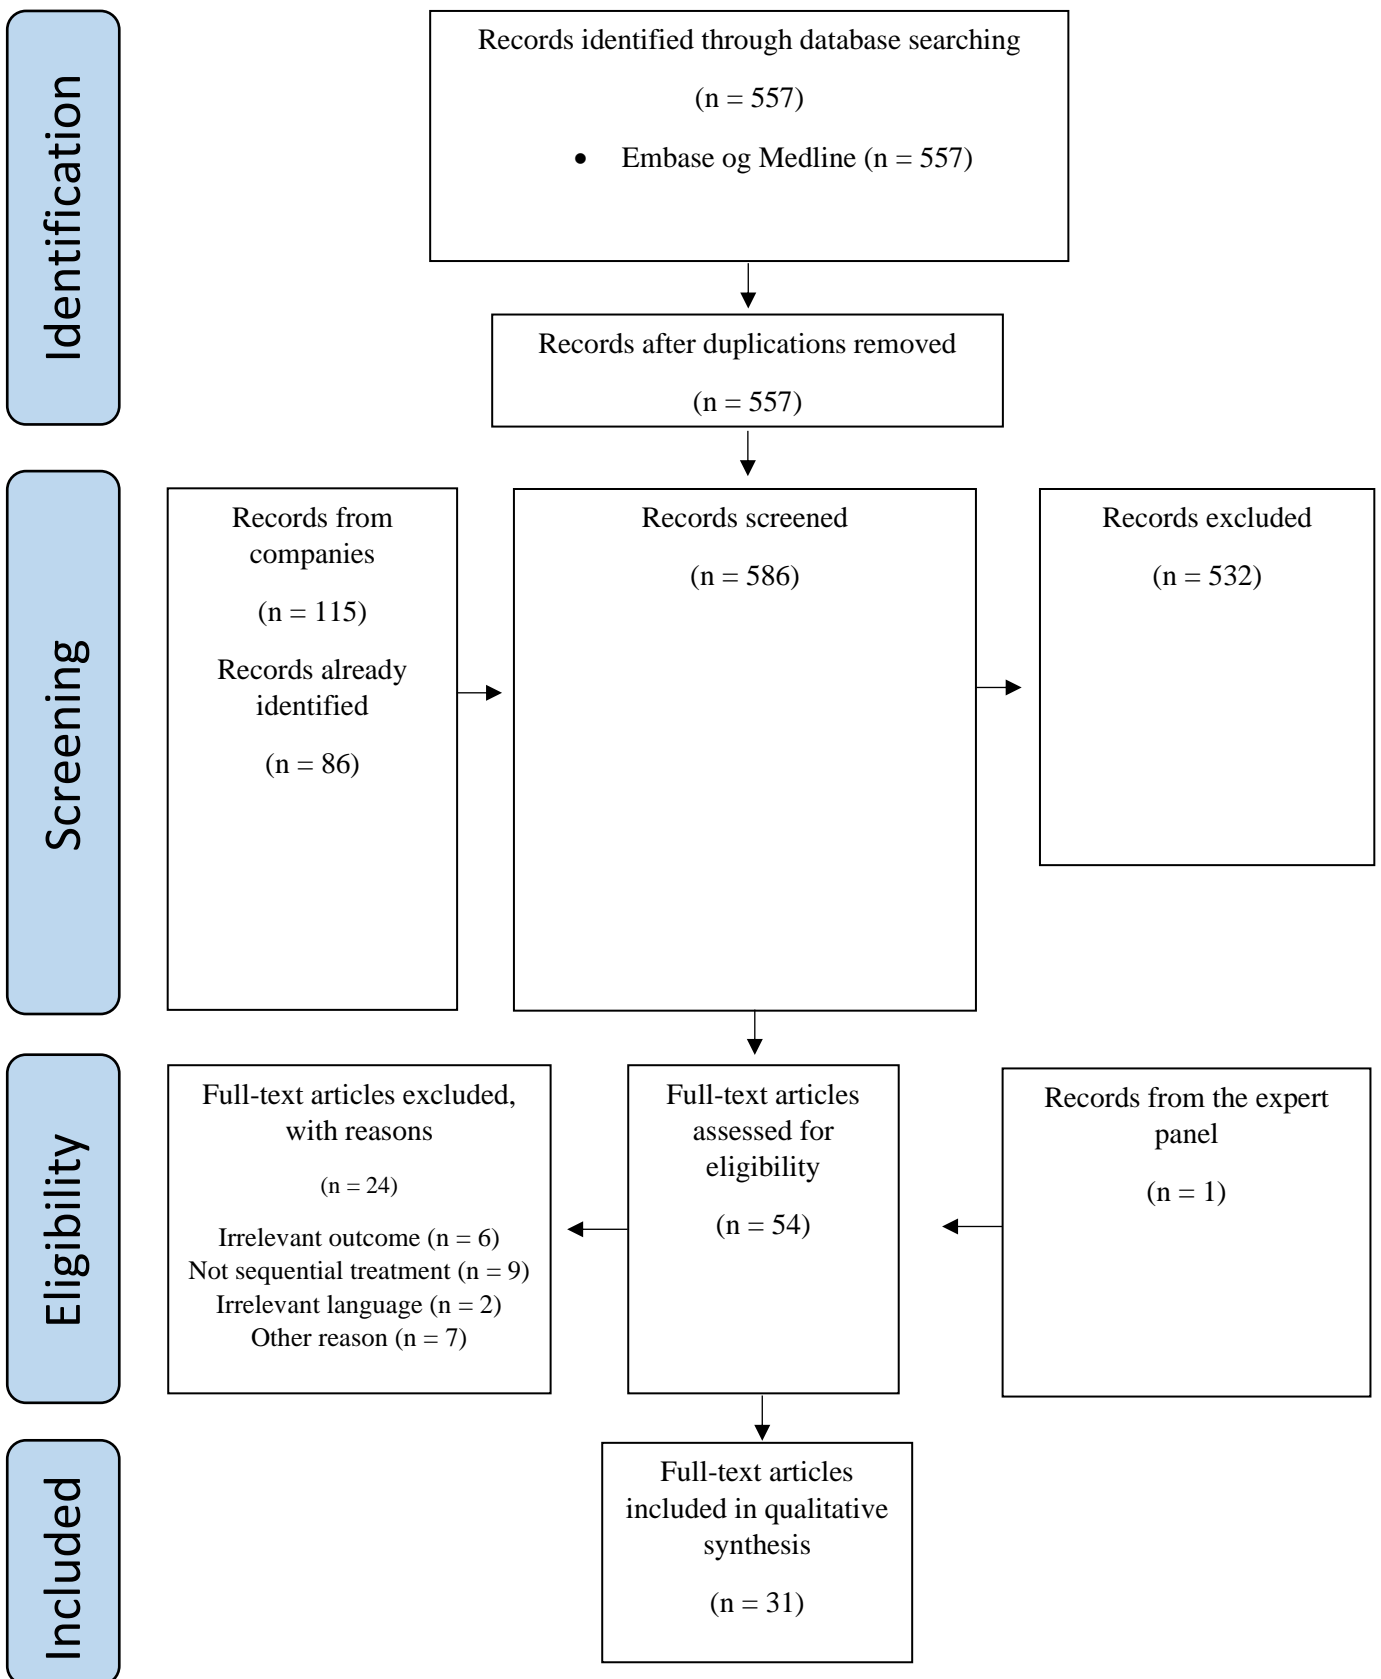 Identification
Records identified through database searching
(n = 557)
• Embase og Medline (n = 557)
Records after duplications removed
(n = 557)
Screening
Records from
companies
(n = 115)
Records already
identified
(n = 86)
Records screened
(n = 586)
Records excluded
(n = 532)
Eligibility
Full-text articles excluded,
with reasons
(n = 24)
Irrelevant outcome (n = 6)
Not sequential treatment (n = 9)
Irrelevant language (n = 2)
Other reason (n = 7)
Full-text articles
assessed for
eligibility
(n = 54)
Records from the expert
panel
(n = 1)
Included
Full-text articles
included in qualitative
synthesis
(n = 31)